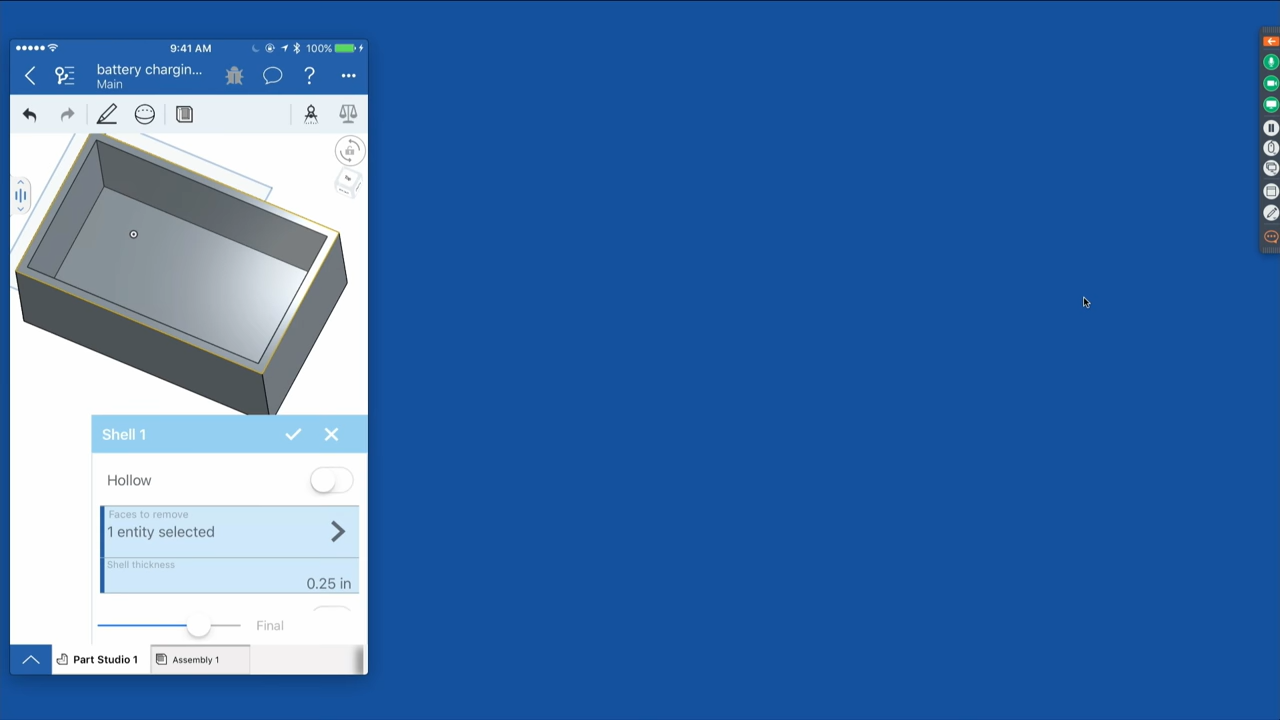 9:41 AM
100%
battery chargin...
Main
?
Top
Shell 1
Hollow
Faces to remove
1 entity selected
Shell thickness
0.25 in
Final
Part Studio 1
Assembly 1